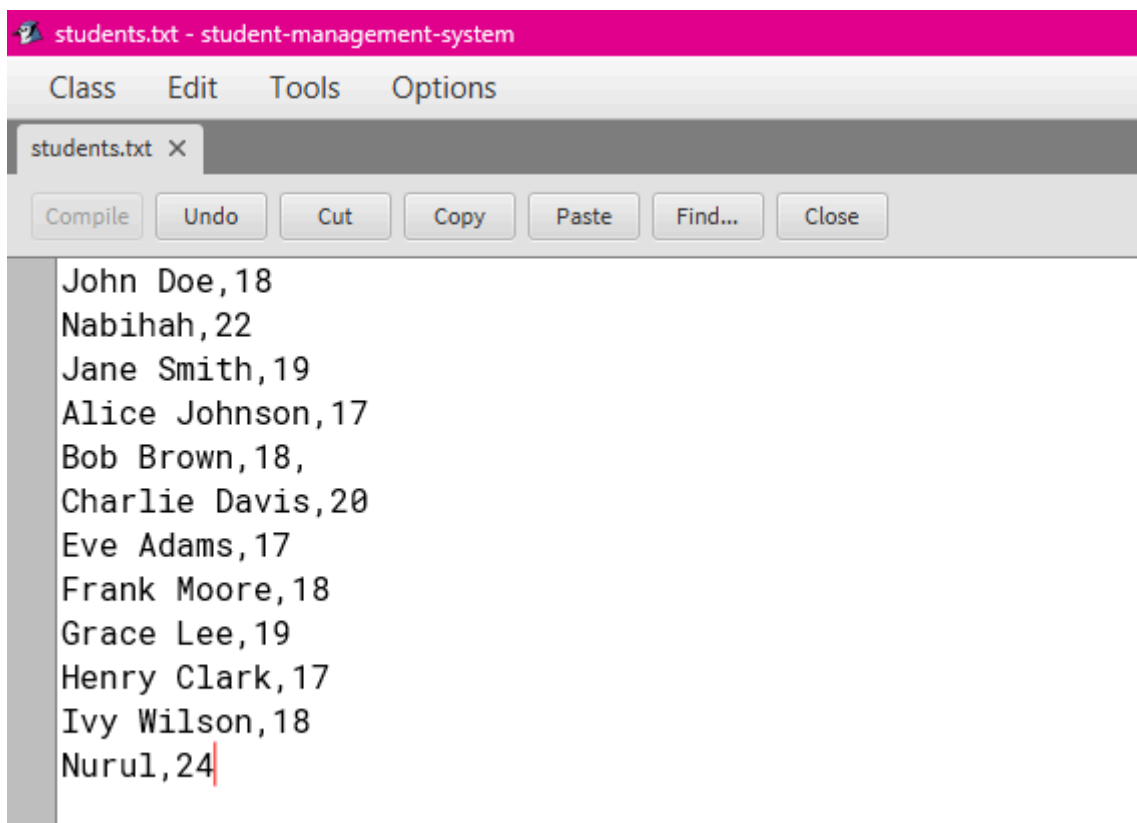 students.txt - student-management-system
Class Edit Tools Options
students.txt ×
Compile Undo Cut Copy Paste Find... Close
John Doe,18
Nabihah,22
Jane Smith,19
Alice Johnson,17
Bob Brown,18,
Charlie Davis,20
Eve Adams,17
Frank Moore,18
Grace Lee,19
Henry Clark,17
Ivy Wilson,18
Nurul,24